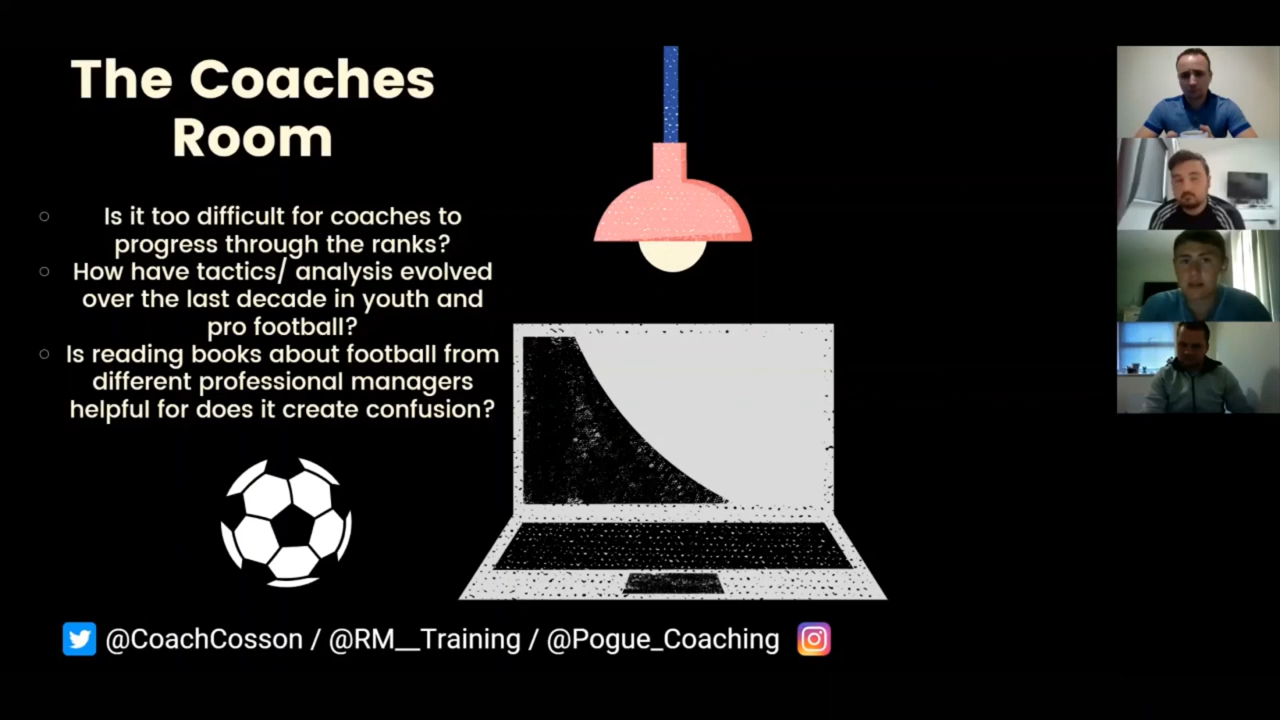 The Coaches
Room
Is it too difficult for coaches to
progress through the ranks?
How have tactics/ analysis evolved
over the last decade in youth and
pro football?
Is reading books about football from
different professional managers
helpful for does it create confusion?
@CoachCosson / @RM__Training / @Pogue_Coaching